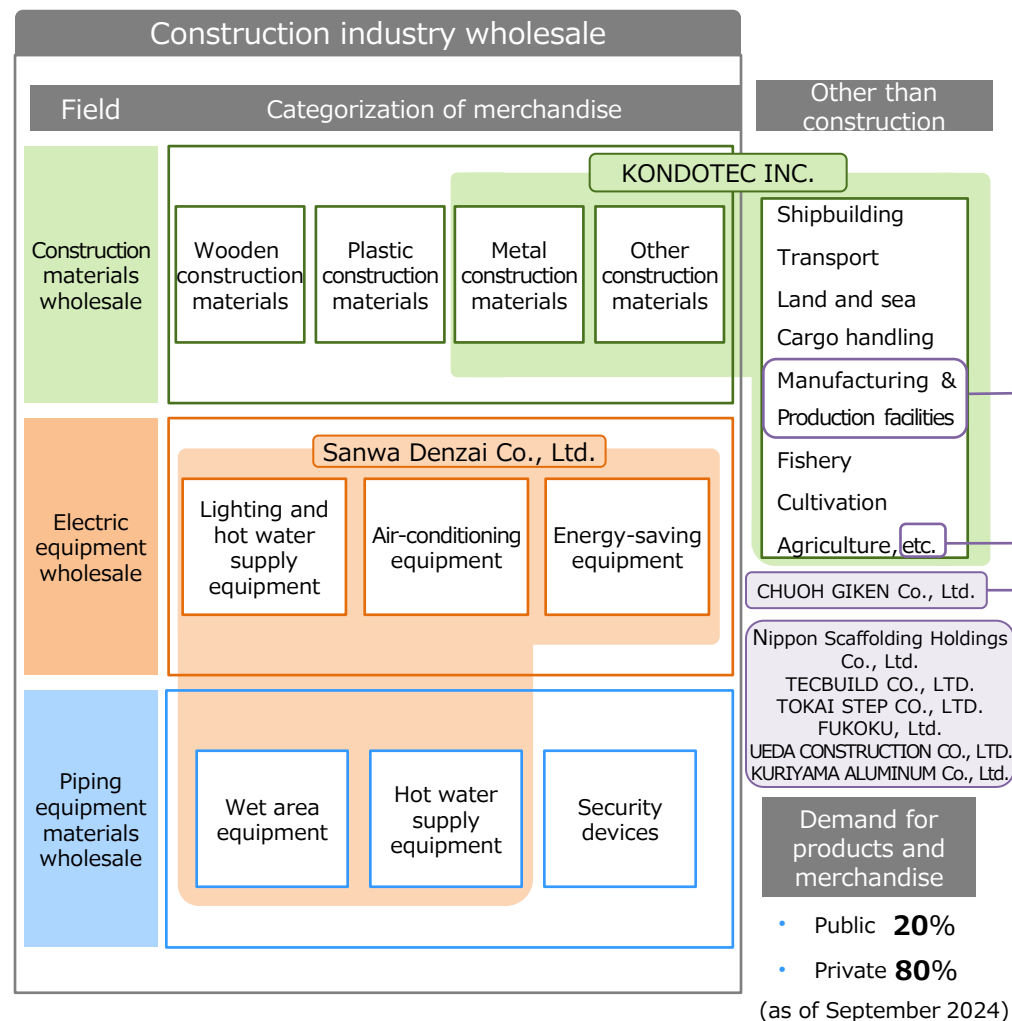 Construction industry wholesale
Field
Categorization of merchandise
Other than
construction
KONDOTEC INC.
Construction
materials
wholesale
Wooden
construction
materials
Plastic
construction
materials
Metal
construction
materials
Other
construction
materials
Shipbuilding
Transport
Land and sea
Cargo handling
Manufacturing &
Production facilities
Fishery
Cultivation
Agriculture, etc.
Sanwa Denzai Co., Ltd.
Electric
equipment
wholesale
Lighting and
hot water
supply
equipment
Air-conditioning
equipment
Energy-saving
equipment
CHUOH GIKEN Co., Ltd.
Nippon Scaffolding Holdings
Co., Ltd.
TECBUILD CO., LTD.
TOKAI STEP CO., LTD.
FUKOKU, Ltd.
UEDA CONSTRUCTION CO., LTD.
KURIYAMA ALUMINUM Co., Ltd.
Piping
equipment
materials
wholesale
Wet area
equipment
Hot water
supply
equipment
Security
devices
Demand for
products and
merchandise
• Public 20%
• Private 80%
(as of September 2024)